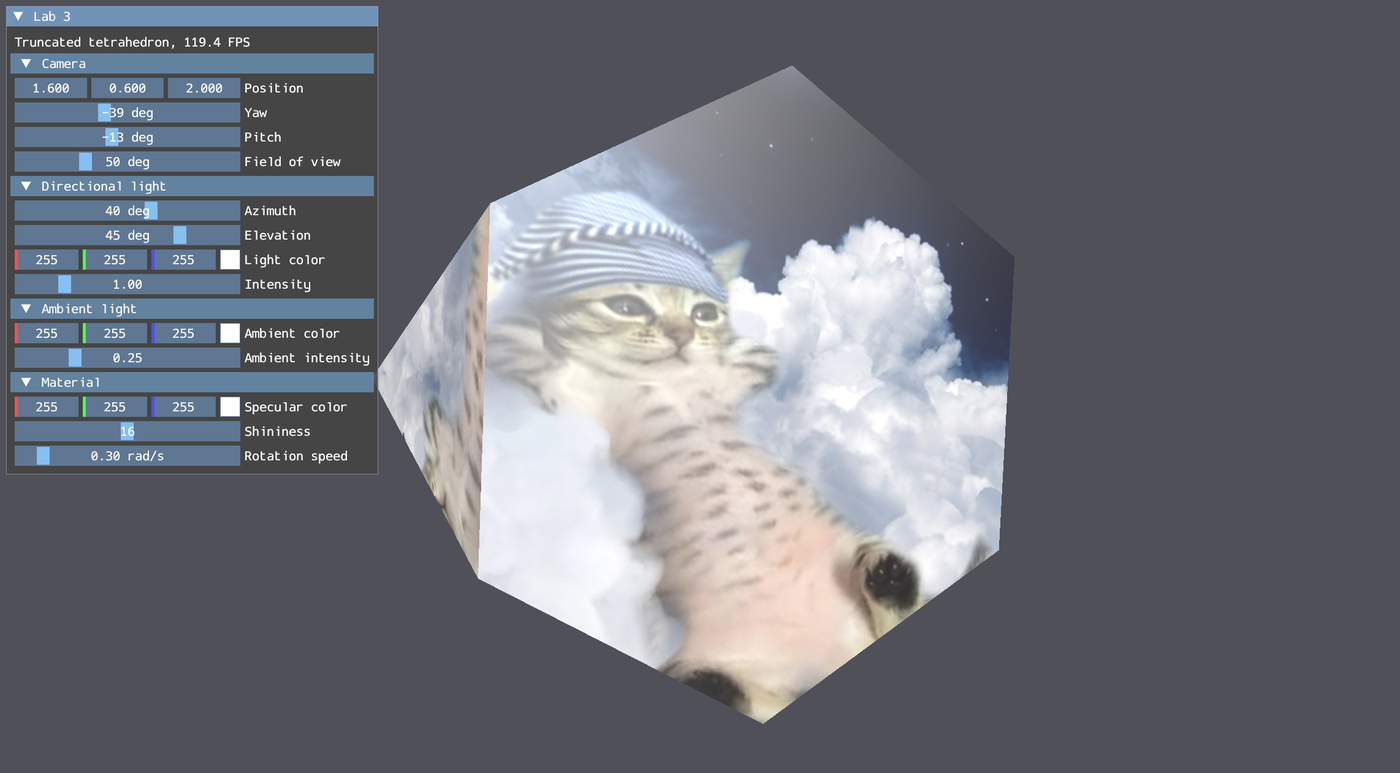 Lab 3
Truncated tetrahedron, 119.4 FPS
Camera
1.600 0.600 2.000 Position
-39 deg Yaw
-13 deg Pitch
50 deg Field of view
Directional light
40 deg Azimuth
45 deg Elevation
255 255 255 Light color
1.00 Intensity
Ambient light
255 255 255 Ambient color
0.25 Ambient intensity
Material
255 255 255 Specular color
16 Shininess
0.30 rad/s Rotation speed